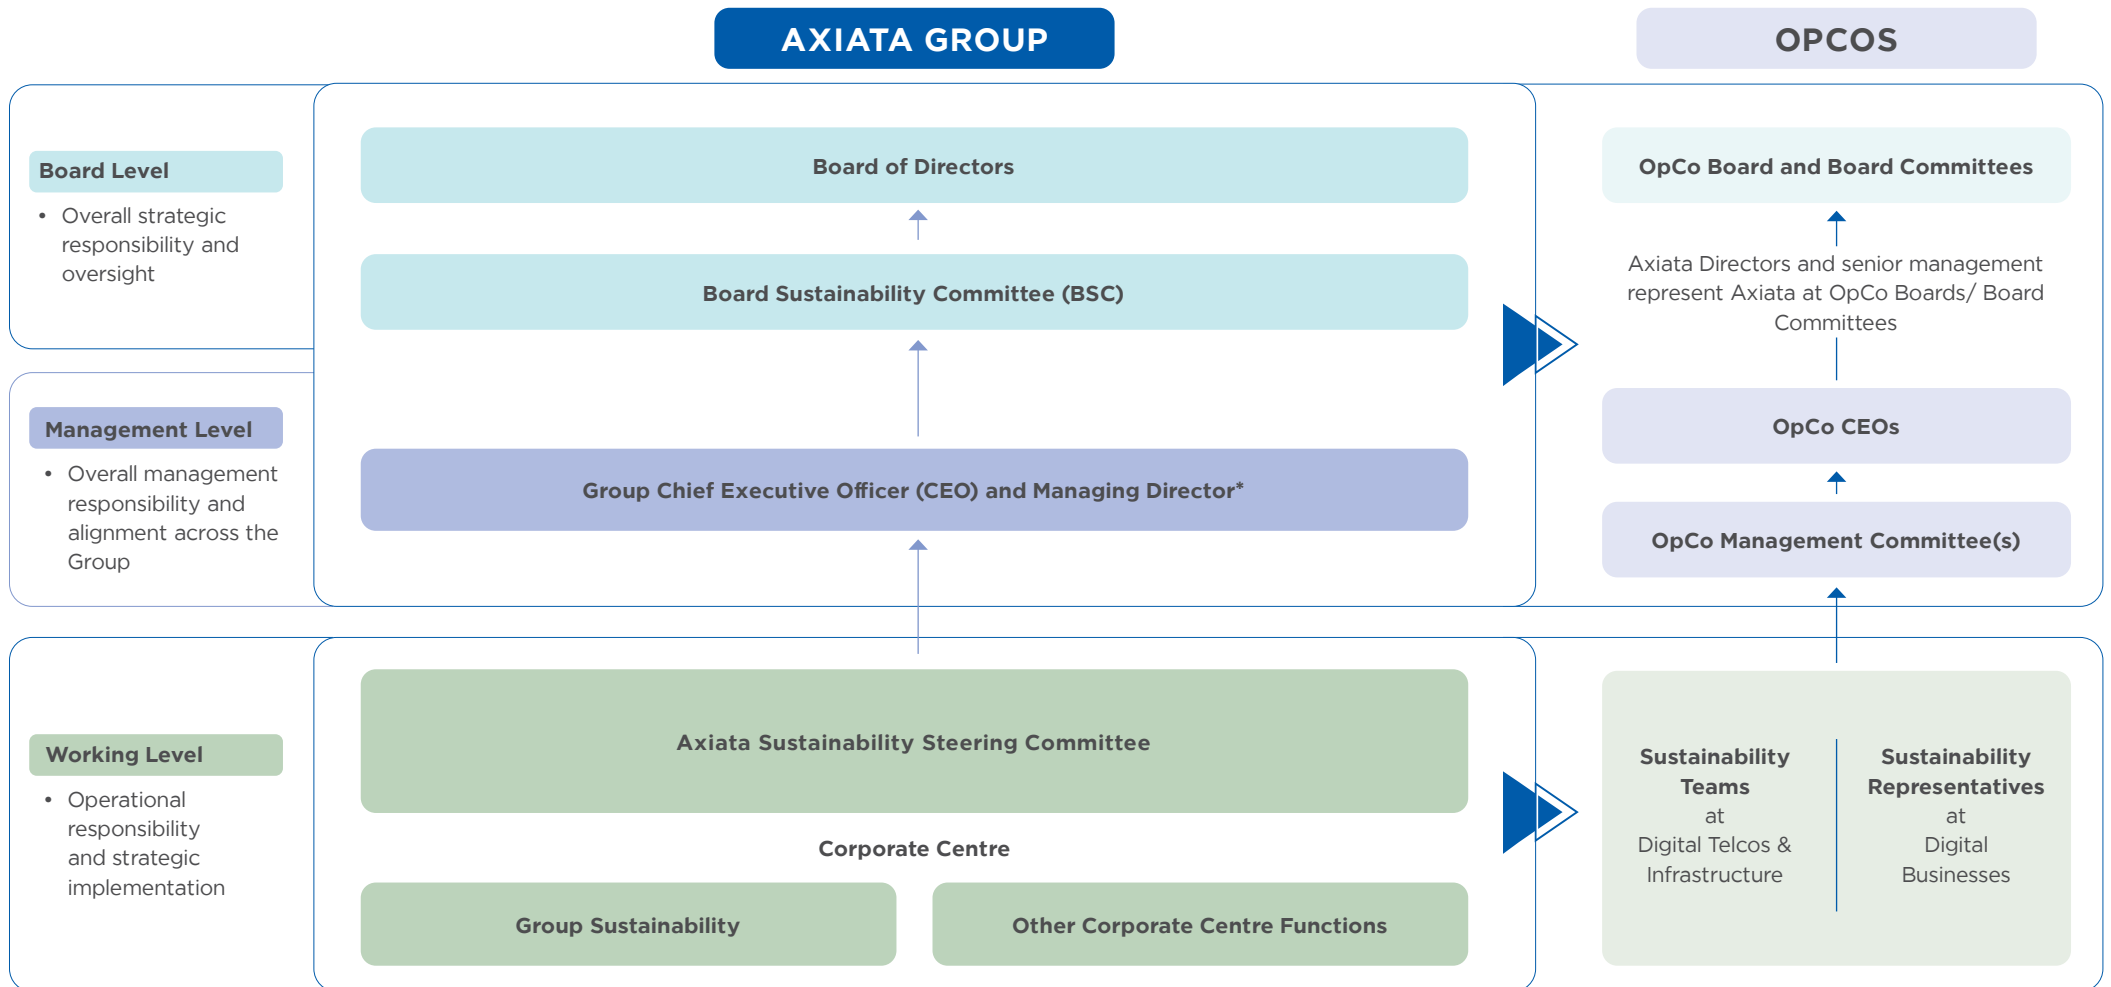 AXIATA GROUP
OPCOS
Board Level
• Overall strategic
responsibility and
oversight
Board of Directors
Board Sustainability Committee (BSC)
OpCo Board and Board Committees
Axiata Directors and senior management
represent Axiata at OpCo Boards/ Board
Committees
Management Level
• Overall management
responsibility and
alignment across the
Group
Group Chief Executive Officer (CEO) and Managing Director*
OpCo CEOs
OpCo Management Committee(s)
Working Level
• Operational
responsibility
and strategic
implementation
Axiata Sustainability Steering Committee
Corporate Centre
Group Sustainability
Other Corporate Centre Functions
Sustainability
Teams
at
Digital Telcos &
Infrastructure
Sustainability
Representatives
at
Digital
Businesses